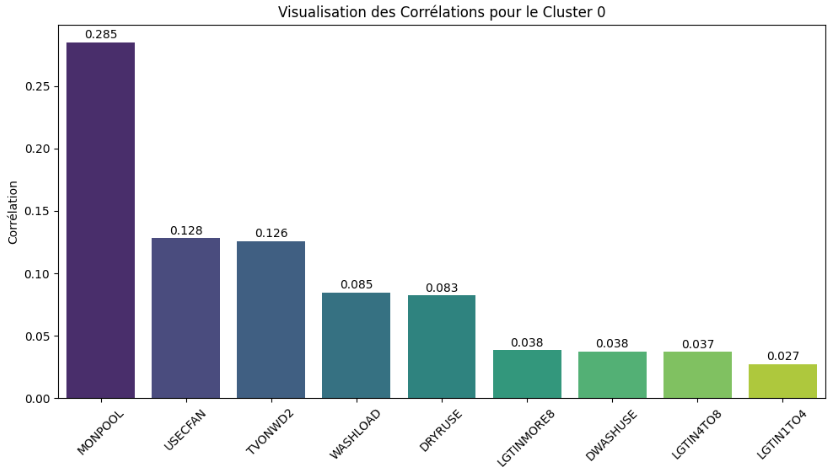 Visualisation des Corrélations pour le Cluster 0
Corrélation
0.25
0.20
0.15
0.10
0.05
0.00
0.285
0.128
0.126
0.085
0.083
0.038
0.038
0.037
0.027
MONPOOL
USECFAN
TVONWD2
WASHLOAD
DRYRUSE
LGTINMORE8
DWASHUSE
LGTIN4TO8
LGTIN1TO4